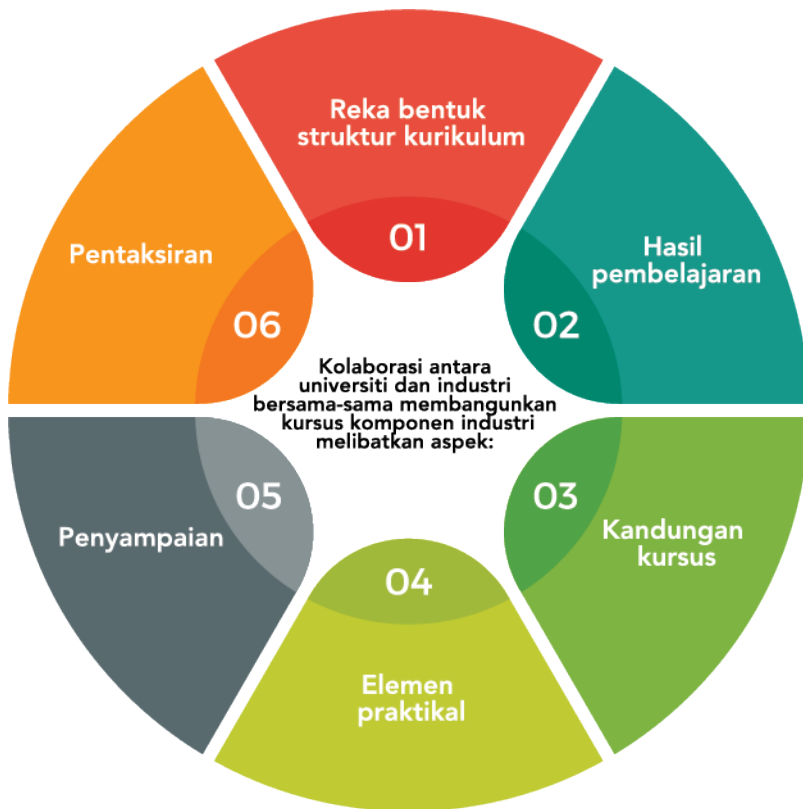 Kolaborasi antara
universiti dan industri
bersama-sama membangunkan
kursus komponen industri
melibatkan aspek:
Reka bentuk
struktur kurikulum
01
Hasil
pembelajaran
02
03
Kandungan
kursus
04
Elemen
praktikal
05
Penyampaian
Pentaksiran
06